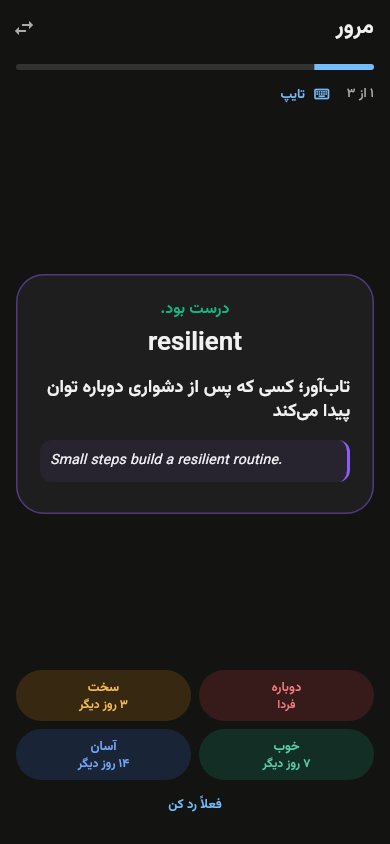 مرور
۱ از ۳ تایپ
درست بود.
resilient
تاب‌آور؛ کسی که پس از دشواری دوباره توان
پیدا می‌کند
Small steps build a resilient routine.
دوباره
فردا
سخت
۳ روز دیگر
خوب
۷ روز دیگر
آسان
۱۴ روز دیگر
فعلاً رد کن